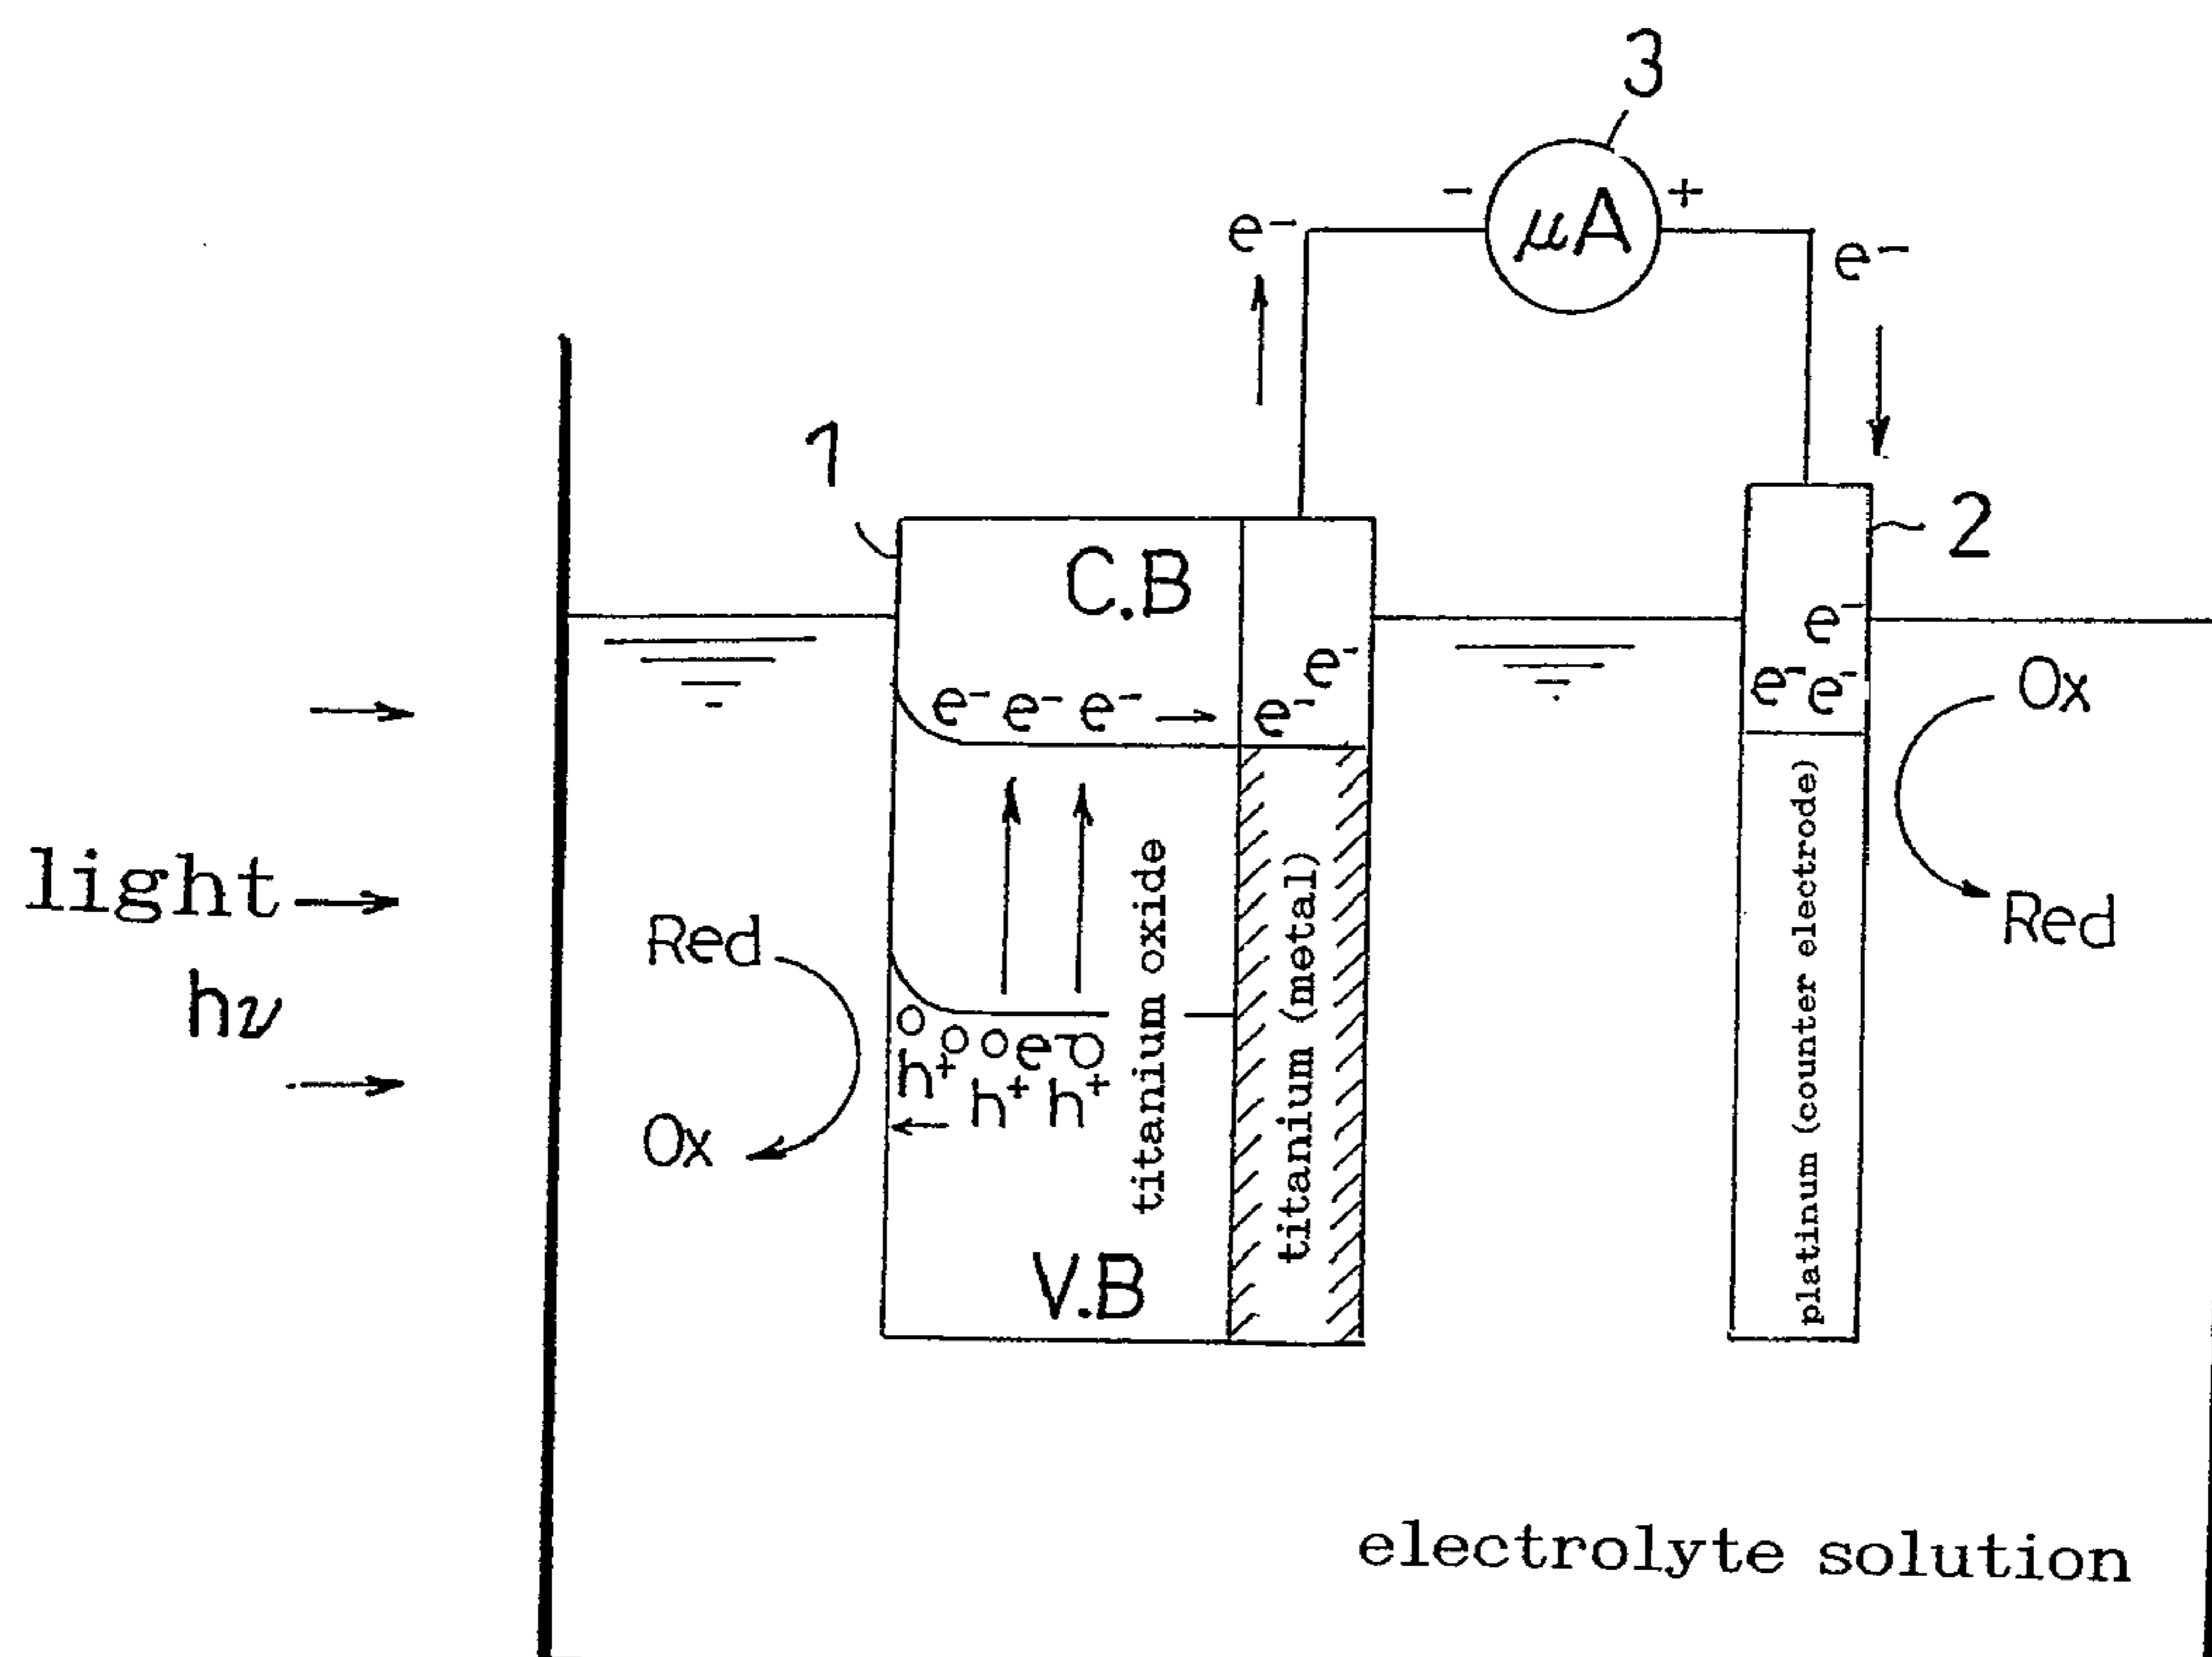 3
- μA +
e⁻
e⁻
1
2
C.B
e⁻
e⁻ e⁻ e⁻
e⁻
e⁻
e⁻ e⁻
Ox
Red
light
hν
Red
Ox
e⁻
h⁺ h⁺ h⁺
titanium oxide
titanium (metal)
platinum (counter electrode)
V.B
electrolyte solution